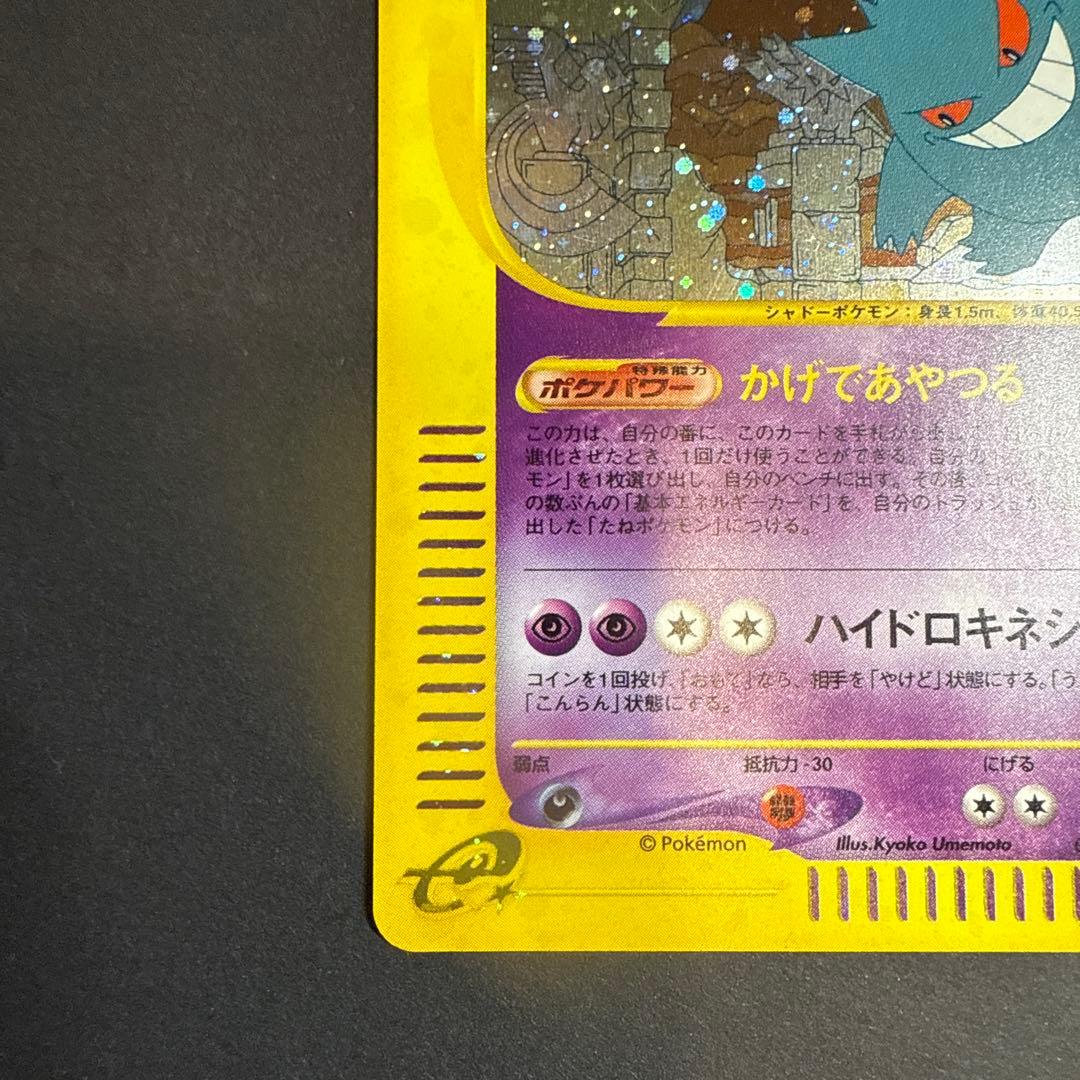 シャドーポケモン：身長1.5m、体重40.5
特殊能力
ポケパワー かげであやつる
この力は、自分の番に、このカードを手札から
進化させたとき、1回だけ使うことができる。自分の
モン」を1枚選び出し、自分のベンチに出す。その後、コイ
の数ぶんの「基本エネルギーカード」を、自分のトラッシュから
出した「たねポケモン」につける。
ハイドロキネシ
コインを1回投げ、「おもて」なら、相手を「やけど」状態にする。「う
「こんらん」状態にする。
弱点 抵抗力 -30 にげる
© Pokémon Illus.Kyoko Umemoto
e